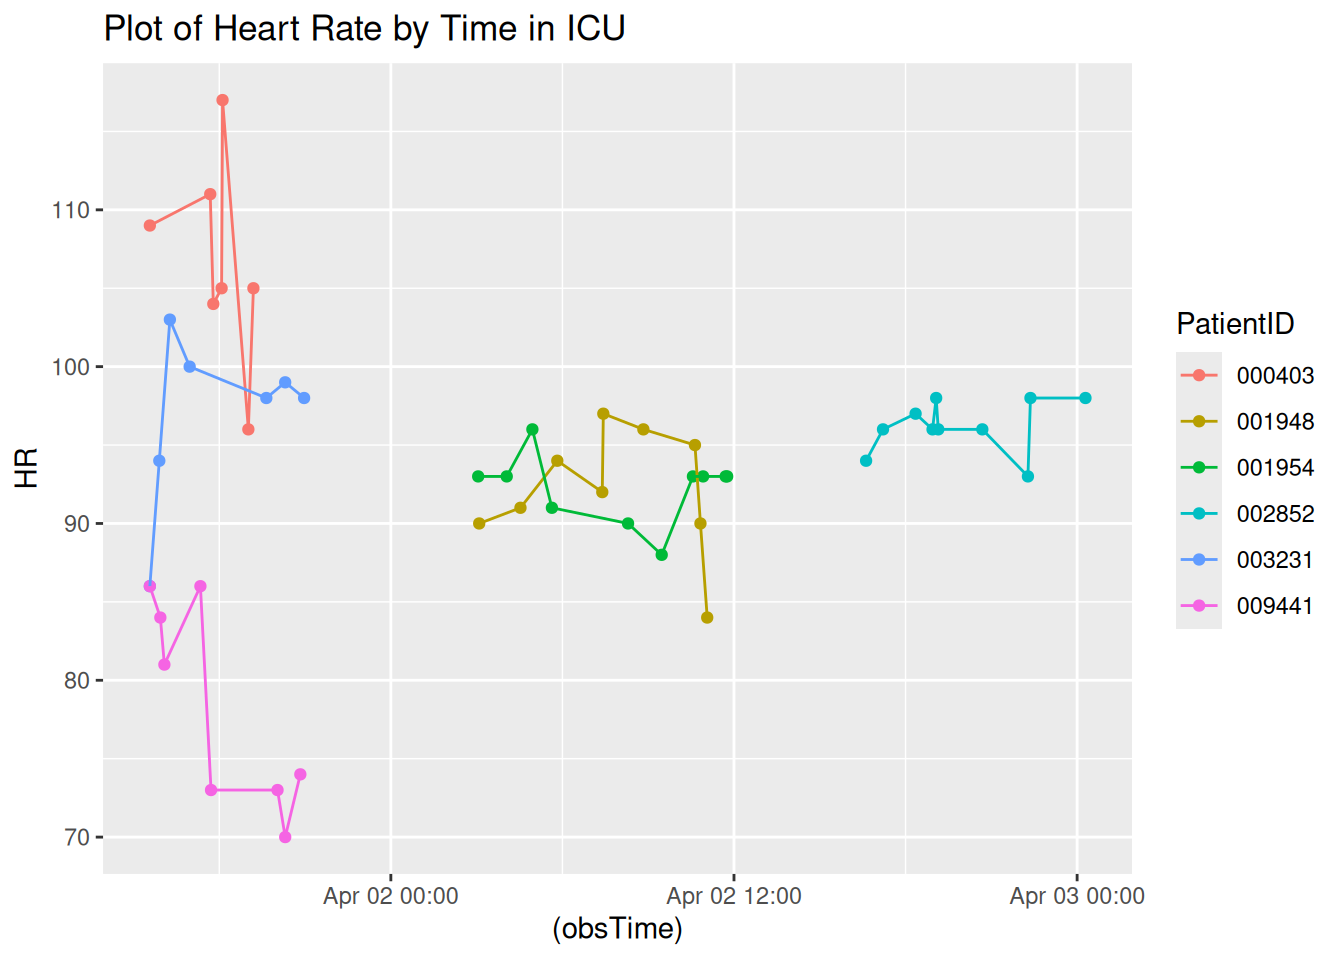 Plot of Heart Rate by Time in ICU
HR
110
100
90
80
70
Apr 02 00:00
Apr 02 12:00
Apr 03 00:00
(obsTime)
PatientID
000403
001948
001954
002852
003231
009441